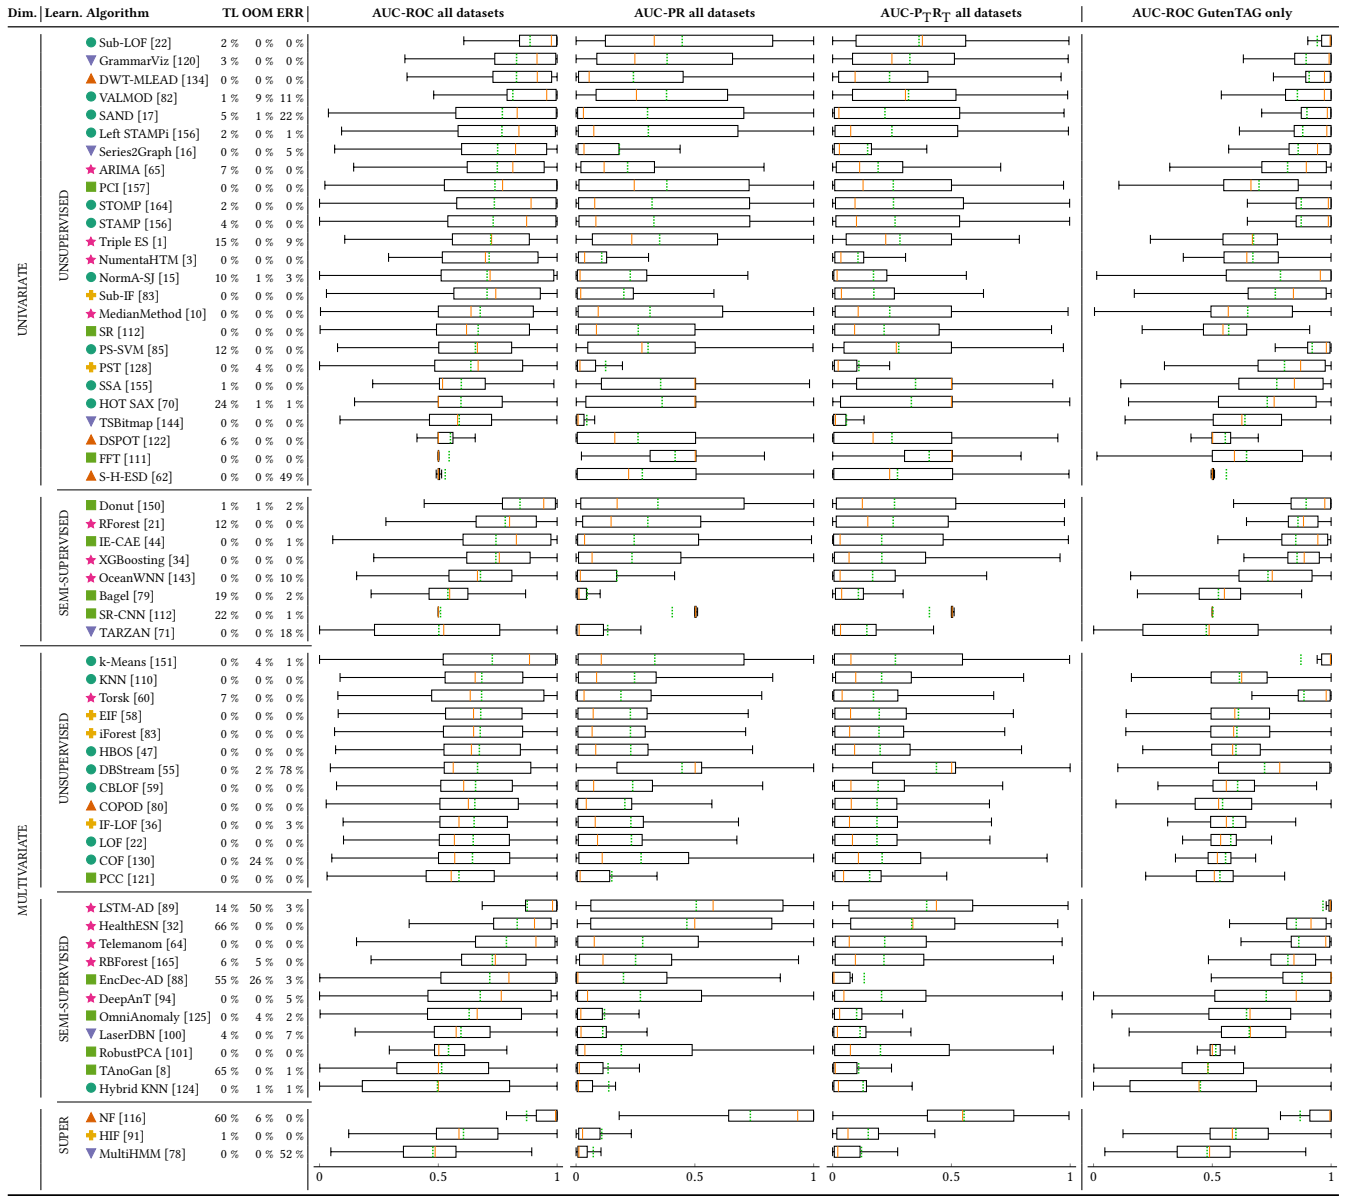 Dim. Learn. Algorithm TL OOM ERR AUC-ROC all datasets AUC-PR all datasets AUC-PTRT all datasets AUC-ROC GutenTAG only
UNIVARIATE
UNSUPERVISED
Sub-LOF [22] 2 % 0 % 0 %
GrammarViz [120] 3 % 0 % 0 %
DWT-MLEAD [134] 0 % 0 % 0 %
VALMOD [82] 1 % 9 % 11 %
SAND [17] 5 % 1 % 22 %
Left STAMPi [156] 2 % 0 % 1 %
Series2Graph [16] 0 % 0 % 5 %
ARIMA [65] 7 % 0 % 0 %
PCI [157] 0 % 0 % 0 %
STOMP [164] 2 % 0 % 0 %
STAMP [156] 4 % 0 % 0 %
Triple ES [1] 15 % 0 % 9 %
NumentaHTM [3] 0 % 0 % 0 %
NormA-SJ [15] 10 % 1 % 3 %
Sub-IF [83] 0 % 0 % 0 %
MedianMethod [10] 0 % 0 % 0 %
SR [112] 0 % 0 % 0 %
PS-SVM [85] 12 % 0 % 0 %
PST [128] 0 % 4 % 0 %
SSA [155] 1 % 0 % 0 %
HOT SAX [70] 24 % 1 % 1 %
TSBitmap [144] 0 % 0 % 0 %
DSPOT [122] 6 % 0 % 0 %
FFT [111] 0 % 0 % 0 %
S-H-ESD [62] 0 % 0 % 49 %
SEMI-SUPERVISED
Donut [150] 1 % 1 % 2 %
RForest [21] 12 % 0 % 0 %
IE-CAE [44] 0 % 0 % 1 %
XGBoosting [34] 0 % 0 % 0 %
OceanWNN [143] 0 % 0 % 10 %
Bagel [79] 19 % 0 % 2 %
SR-CNN [112] 22 % 0 % 1 %
TARZAN [71] 0 % 0 % 18 %
MULTIVARIATE
UNSUPERVISED
k-Means [151] 0 % 4 % 1 %
KNN [110] 0 % 0 % 0 %
Torsk [60] 7 % 0 % 0 %
EIF [58] 0 % 0 % 0 %
iForest [83] 0 % 0 % 0 %
HBOS [47] 0 % 0 % 0 %
DBStream [55] 0 % 2 % 78 %
CBLOF [59] 0 % 0 % 0 %
COPOD [80] 0 % 0 % 0 %
IF-LOF [36] 0 % 0 % 3 %
LOF [22] 0 % 0 % 0 %
COF [130] 0 % 24 % 0 %
PCC [121] 0 % 0 % 0 %
SEMI-SUPERVISED
LSTM-AD [89] 14 % 50 % 3 %
HealthESN [32] 66 % 0 % 0 %
Telemanom [64] 0 % 0 % 0 %
RBForest [165] 6 % 5 % 0 %
EncDec-AD [88] 55 % 26 % 3 %
DeepAnT [94] 0 % 0 % 5 %
OmniAnomaly [125] 0 % 4 % 2 %
LaserDBN [100] 4 % 0 % 7 %
RobustPCA [101] 0 % 0 % 0 %
TAnoGan [8] 65 % 0 % 1 %
Hybrid KNN [124] 0 % 1 % 1 %
SUPER
NF [116] 60 % 6 % 0 %
HIF [91] 1 % 0 % 0 %
MultiHMM [78] 0 % 0 % 52 %
0 0.5 1 0 0.5 1 0 0.5 1 0 0.5 1